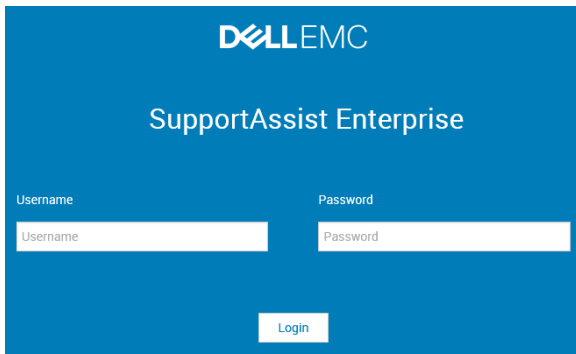 DELLEMC
SupportAssist Enterprise
Username Password
Username Password
Login